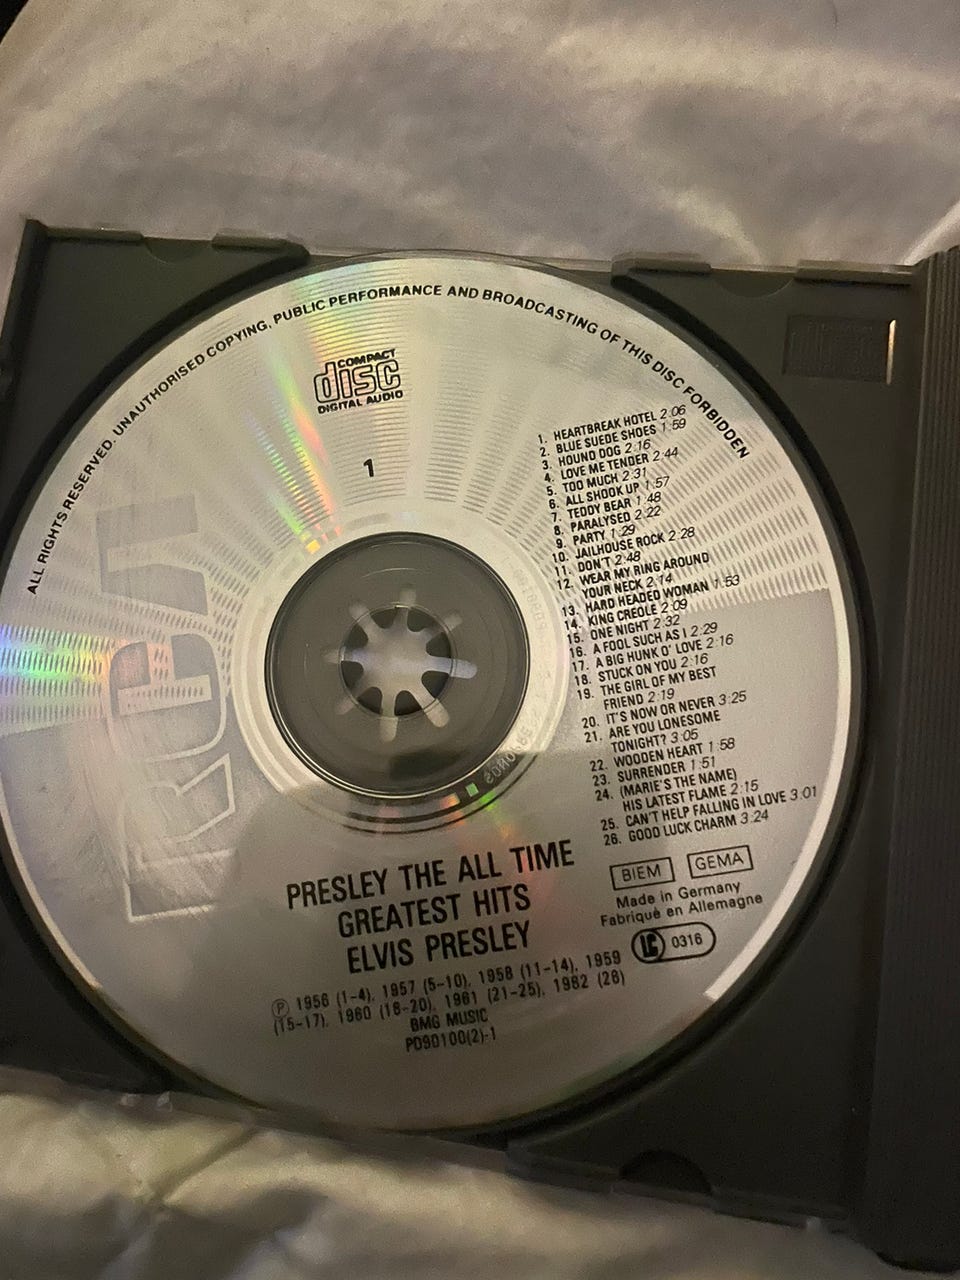 ALL RIGHTS RESERVED. UNAUTHORISED COPYING, PUBLIC PERFORMANCE AND BROADCASTING OF THIS DISC FORBIDDEN
COMPACT
disc
DIGITAL AUDIO
1
RCA
1. HEARTBREAK HOTEL 2:06
2. BLUE SUEDE SHOES 1:59
3. HOUND DOG 2:16
4. LOVE ME TENDER 2:44
5. TOO MUCH 2:31
6. ALL SHOOK UP 1:57
7. TEDDY BEAR 1:48
8. PARALYSED 2:22
9. PARTY 1:29
10. JAILHOUSE ROCK 2:28
11. DON'T 2:48
12. WEAR MY RING AROUND
YOUR NECK 2:14
13. HARD HEADED WOMAN 1:53
14. KING CREOLE 2:09
15. ONE NIGHT 2:32
16. A FOOL SUCH AS I 2:29
17. A BIG HUNK O' LOVE 2:16
18. STUCK ON YOU 2:16
19. THE GIRL OF MY BEST
FRIEND 2:19
20. IT'S NOW OR NEVER 3:25
21. ARE YOU LONESOME
TONIGHT? 3:05
22. WOODEN HEART 1:58
23. SURRENDER 1:51
24. (MARIE'S THE NAME)
HIS LATEST FLAME 2:15
25. CAN'T HELP FALLING IN LOVE 3:01
26. GOOD LUCK CHARM 3:24
BIEM GEMA
Made in Germany
Fabriqué en Allemagne
LC 0316
PRESLEY THE ALL TIME
GREATEST HITS
ELVIS PRESLEY
Ⓟ 1956 (1-4), 1957 (5-10), 1958 (11-14), 1959
(15-17), 1960 (18-20), 1961 (21-25), 1962 (26)
BMG MUSIC
PD90100(2)-1